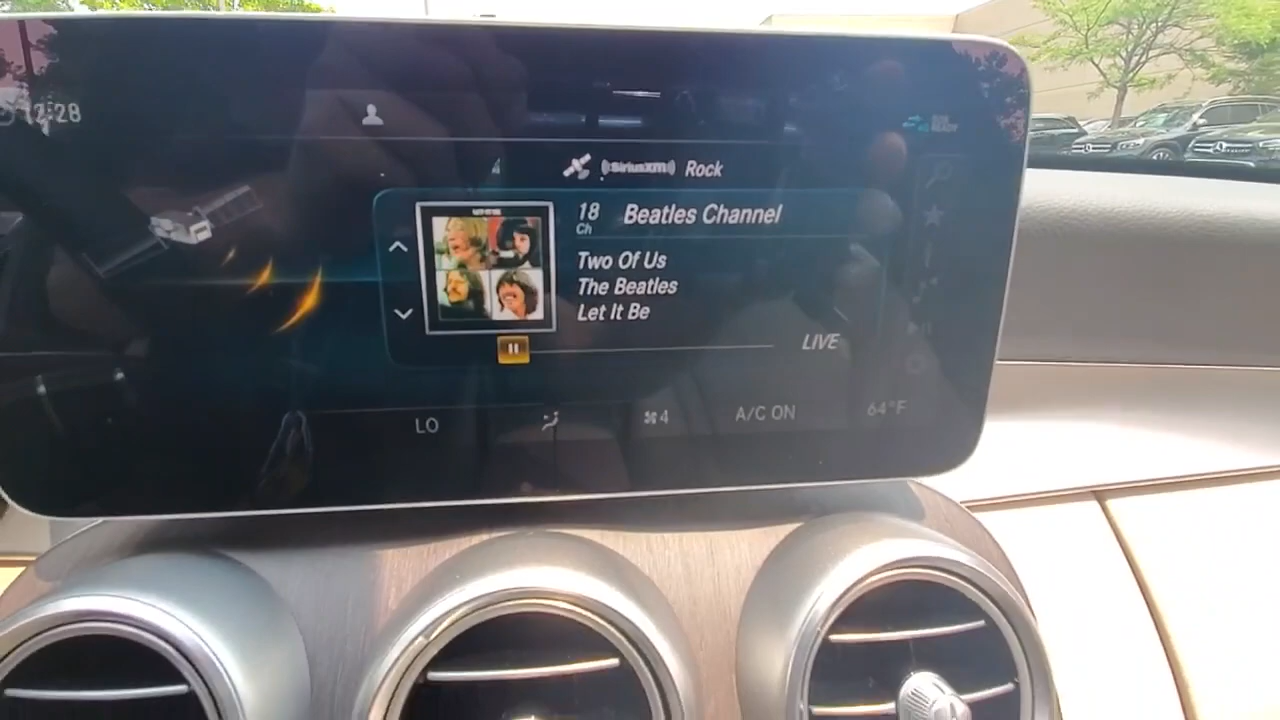 12:28
((SiriusXM)) Rock
18 Beatles Channel
Ch
Two Of Us
The Beatles
Let It Be
LIVE
LO
4
A/C ON
64°F